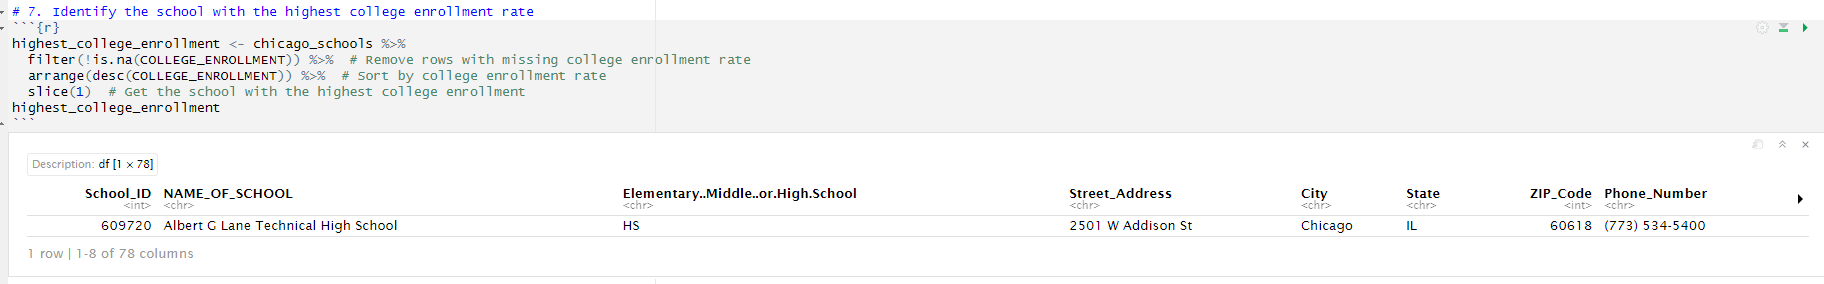 # 7. Identify the school with the highest college enrollment rate
```{r}
highest_college_enrollment <- chicago_schools %>%
  filter(!is.na(COLLEGE_ENROLLMENT)) %>%  # Remove rows with missing college enrollment rate
  arrange(desc(COLLEGE_ENROLLMENT)) %>%  # Sort by college enrollment rate
  slice(1)  # Get the school with the highest college enrollment
highest_college_enrollment
```
Description: df [1 × 78]
School_ID NAME_OF_SCHOOL Elementary..Middle..or.High.School Street_Address City State ZIP_Code Phone_Number
<int> <chr> <chr> <chr> <chr> <chr> <int> <chr>
609720 Albert G Lane Technical High School HS 2501 W Addison St Chicago IL 60618 (773) 534-5400
1 row | 1-8 of 78 columns